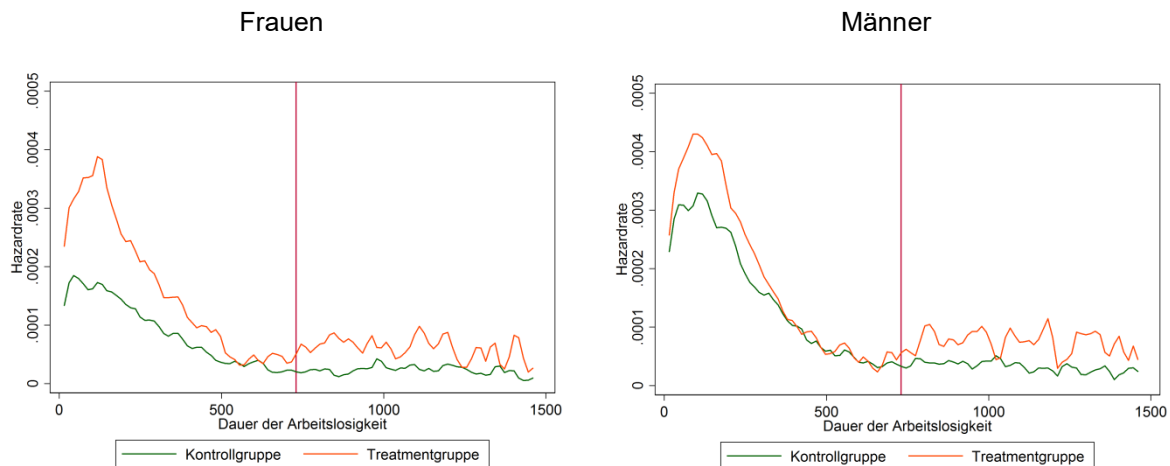 Frauen
Hazardrate
.0005
.0004
.0003
.0002
.0001
0
0 500 1000 1500
Dauer der Arbeitslosigkeit
Kontrollgruppe Treatmentgruppe
Männer
Hazardrate
.0005
.0004
.0003
.0002
.0001
0
0 500 1000 1500
Dauer der Arbeitslosigkeit
Kontrollgruppe Treatmentgruppe